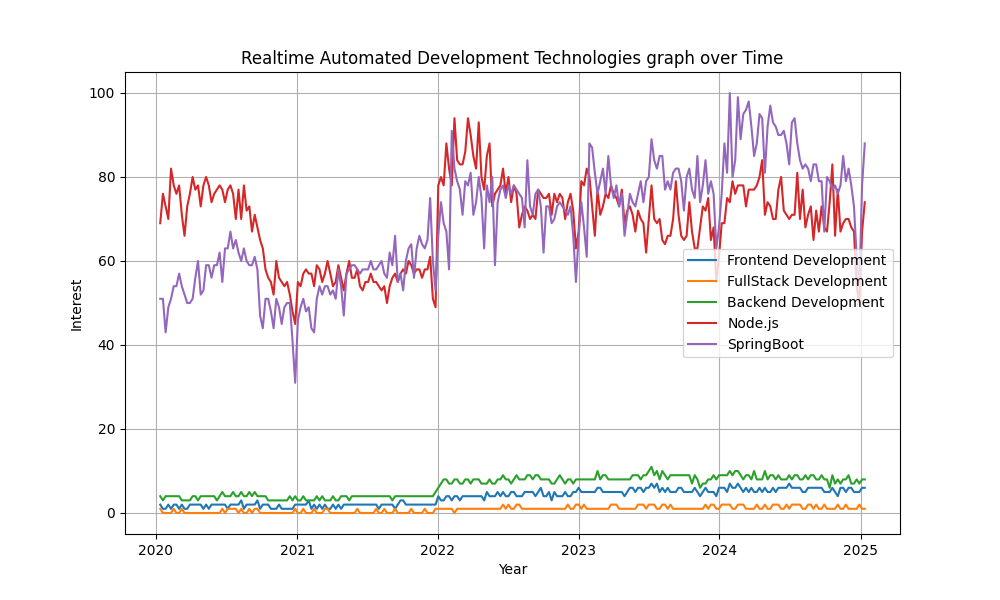 Realtime Automated Development Technologies graph over Time
100
80
60
40
20
0
Interest
Frontend Development
FullStack Development
Backend Development
Node.js
SpringBoot
2020 2021 2022 2023 2024 2025
Year